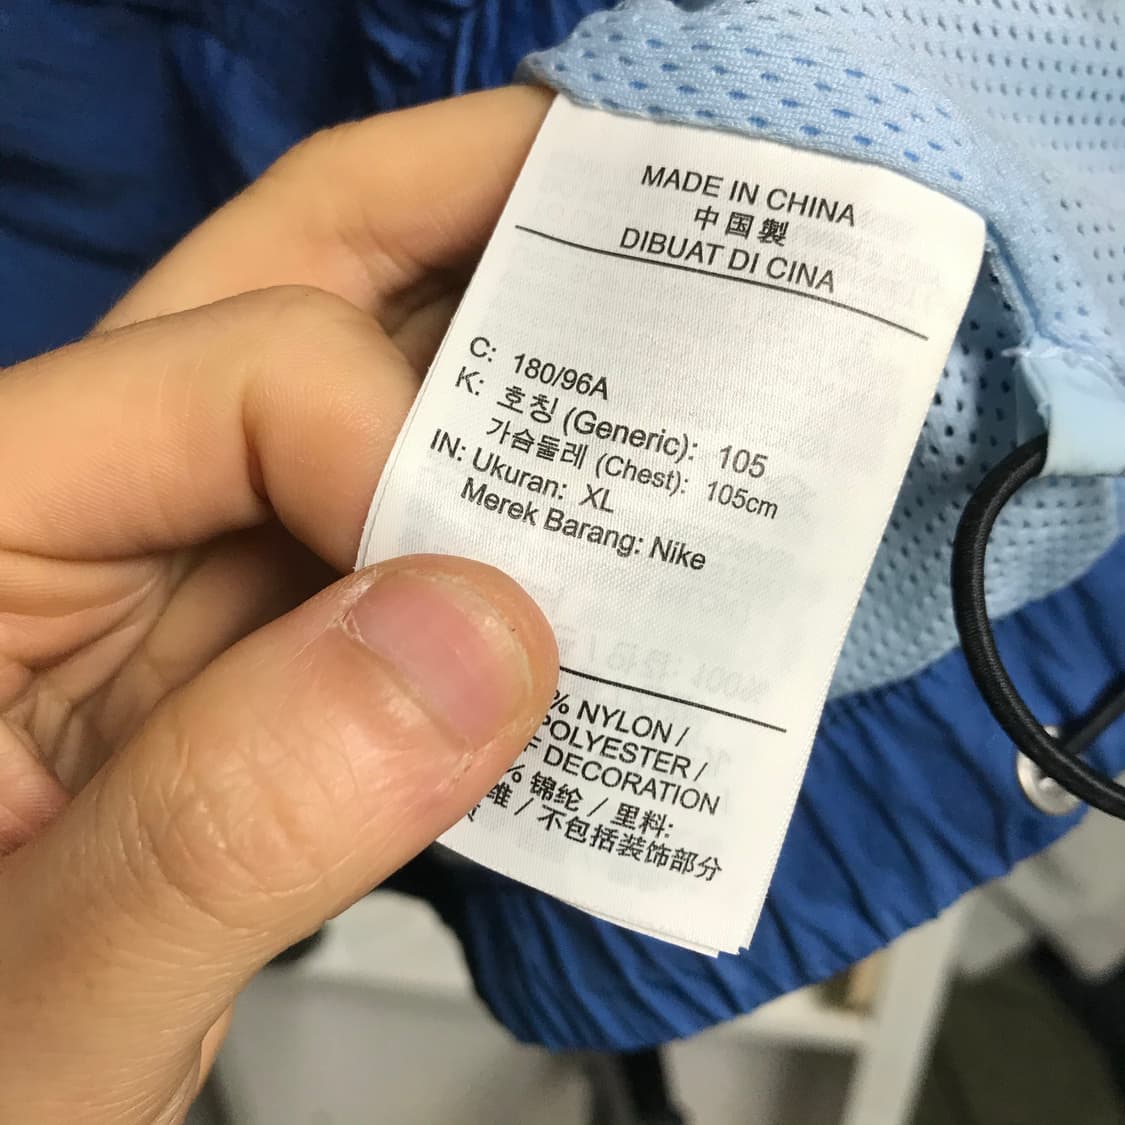 MADE IN CHINA
中国製
DIBUAT DI CINA
C: 180/96A
K: 호칭 (Generic): 105
가슴둘레 (Chest): 105cm
IN: Ukuran: XL
Merek Barang: Nike
% NYLON /
POLYESTER /
DECORATION
% 锦纶 / 里料:
维 / 不包括装饰部分